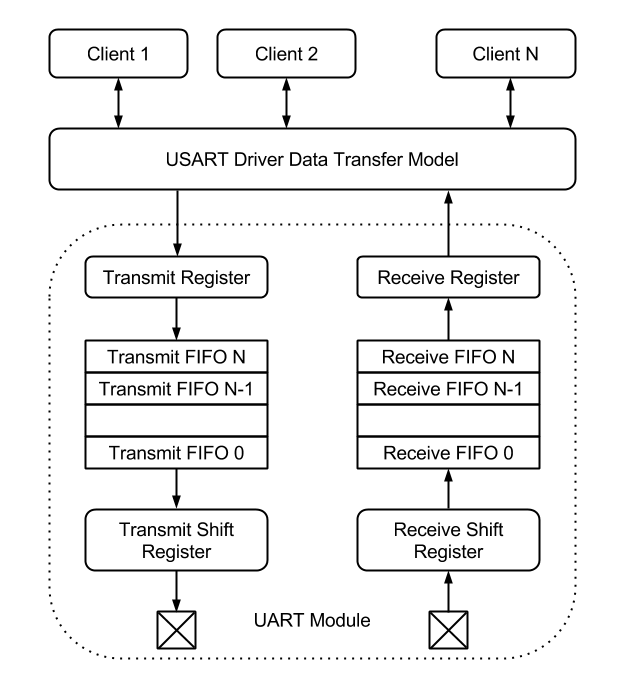 Client 1
Client 2
Client N
USART Driver Data Transfer Model
Transmit Register
Receive Register
Transmit FIFO N
Receive FIFO N
Transmit FIFO N-1
Receive FIFO N-1
Transmit FIFO 0
Receive FIFO 0
Transmit Shift
Register
Receive Shift
Register
UART Module